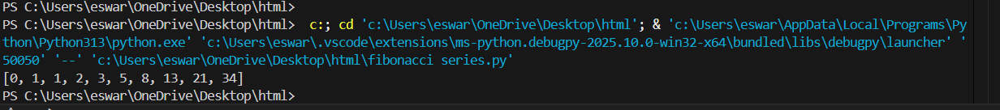 PS C:\Users\eswar\OneDrive\Desktop\html>
PS C:\Users\eswar\OneDrive\Desktop\html>  c:; cd 'c:\Users\eswar\OneDrive\Desktop\html'; & 'c:\Users\eswar\AppData\Local\Programs\Py
thon\Python313\python.exe' 'c:\Users\eswar\.vscode\extensions\ms-python.debugpy-2025.10.0-win32-x64\bundled\libs\debugpy\launcher' '
50050' '--' 'c:\Users\eswar\OneDrive\Desktop\html\fibonacci series.py'
[0, 1, 1, 2, 3, 5, 8, 13, 21, 34]
PS C:\Users\eswar\OneDrive\Desktop\html>